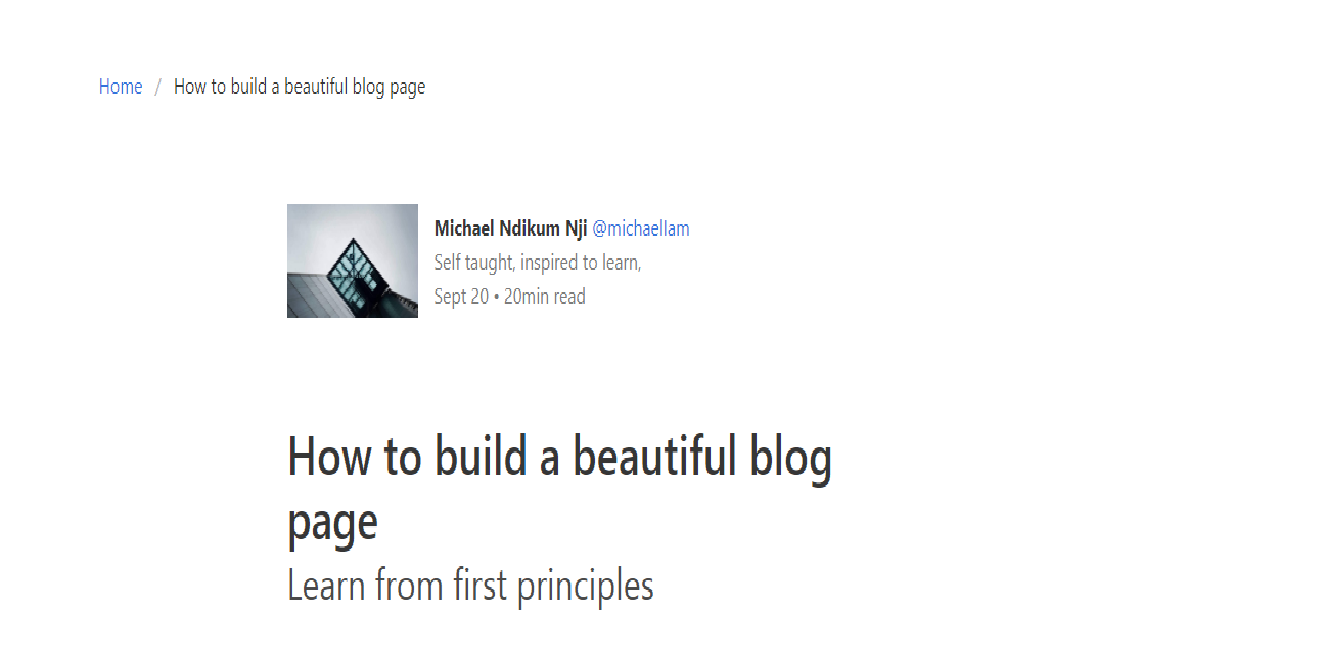 Home / How to build a beautiful blog page
Michael Ndikum Nji @michaelIam
Self taught, inspired to learn,
Sept 20 • 20min read
How to build a beautiful blog
page
Learn from first principles